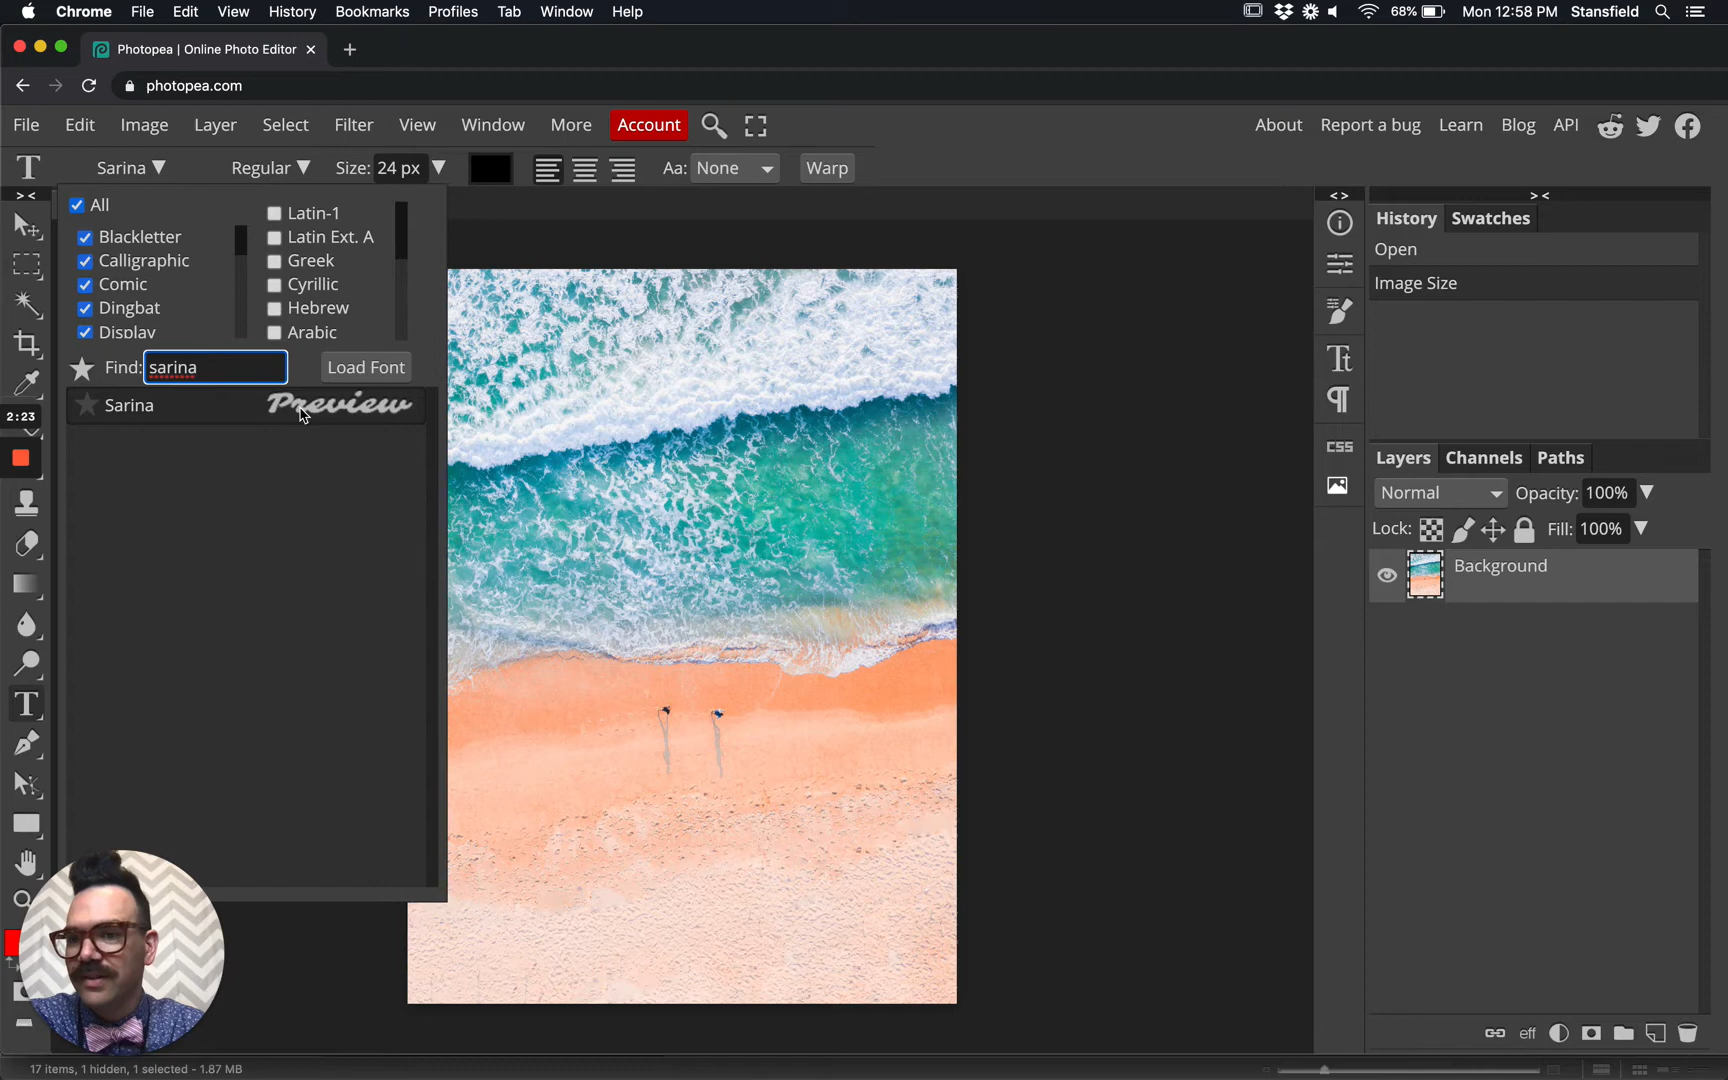 Chrome File Edit View History Bookmarks Profiles Tab Window Help 68% Mon 12:58 PM Stansfield
Photopea | Online Photo Editor
photopea.com
File Edit Image Layer Select Filter View Window More Account About Report a bug Learn Blog API
T Sarina Regular Size: 24 px Aa: None Warp
> < < > > <
All
Latin-1
Blackletter Latin Ext. A
Calligraphic Greek
Comic Cyrillic
Dingbat Hebrew
Display Arabic
Find: sarina Load Font
Sarina Preview
2:23
History Swatches
Open
Image Size
Tt
CSS
Layers Channels Paths
Normal Opacity: 100%
Lock: Fill: 100%
Background
T
eff
17 items, 1 hidden, 1 selected - 1.87 MB